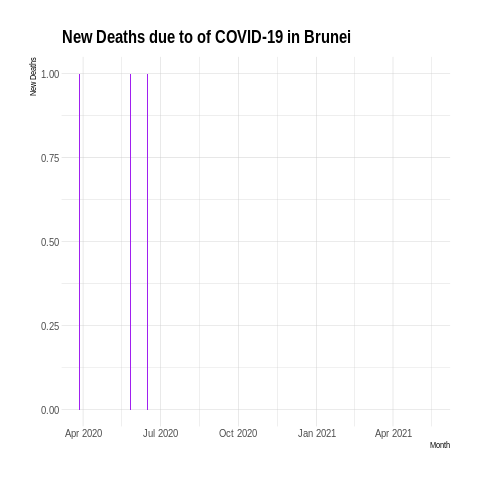 New Deaths due to of COVID-19 in Brunei
New Deaths
1.00
0.75
0.50
0.25
0.00
Apr 2020 Jul 2020 Oct 2020 Jan 2021 Apr 2021
Month